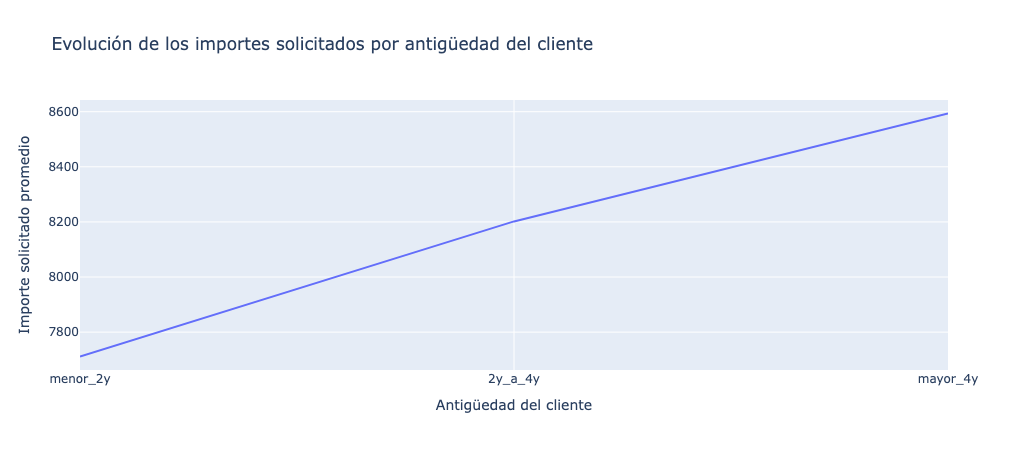 Evolución de los importes solicitados por antigüedad del cliente
Importe solicitado promedio
8600
8400
8200
8000
7800
menor_2y
2y_a_4y
mayor_4y
Antigüedad del cliente